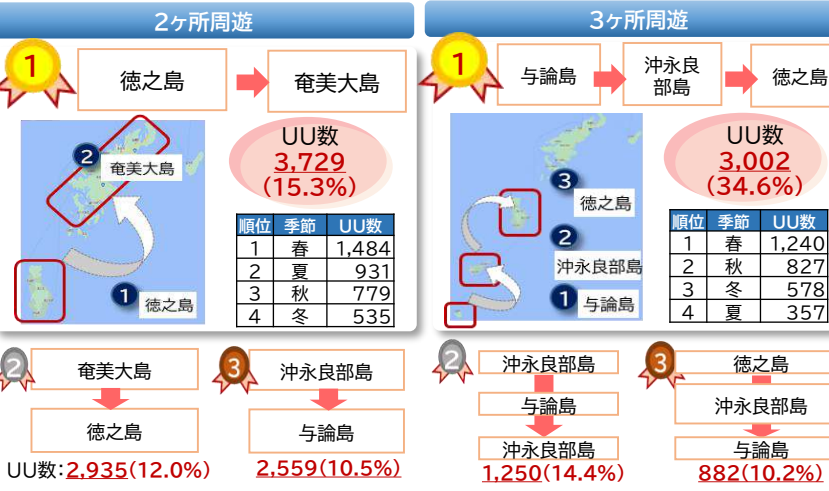 2ヶ所周遊
1
徳之島
奄美大島
2
奄美大島
1
徳之島
UU数
3,729
(15.3%)
順位 季節 UU数
1 春 1,484
2 夏 931
3 秋 779
4 冬 535
2
奄美大島
徳之島
UU数:2,935(12.0%)
3
沖永良部島
与論島
2,559(10.5%)
3ヶ所周遊
1
与論島
沖永良
部島
徳之島
3
徳之島
2
沖永良部島
1
与論島
UU数
3,002
(34.6%)
順位 季節 UU数
1 春 1,240
2 秋 827
3 冬 578
4 夏 357
2
沖永良部島
与論島
沖永良部島
1,250(14.4%)
3
徳之島
沖永良部島
与論島
882(10.2%)